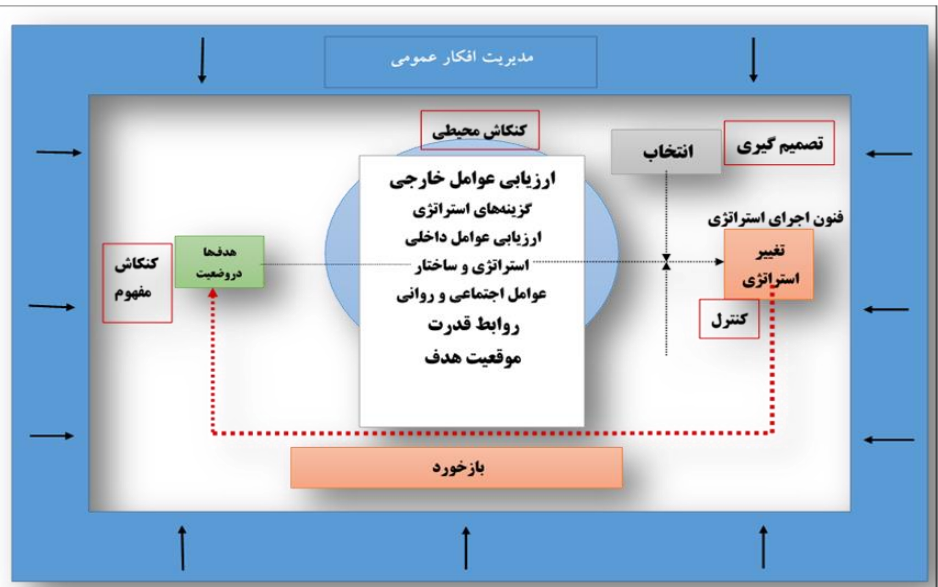 مدیریت افکار عمومی
کنکاش محیطی
تصمیم گیری
انتخاب
ارزیابی عوامل خارجی
گزینه‌های استراتژی
ارزیابی عوامل داخلی
استراتژی و ساختار
عوامل اجتماعی و روانی
روابط قدرت
موقعیت هدف
فنون اجرای استراتژی
تغییر
استراتژی
کنترل
هدفها
دروضعیت
کنکاش
مفهوم
بازخورد